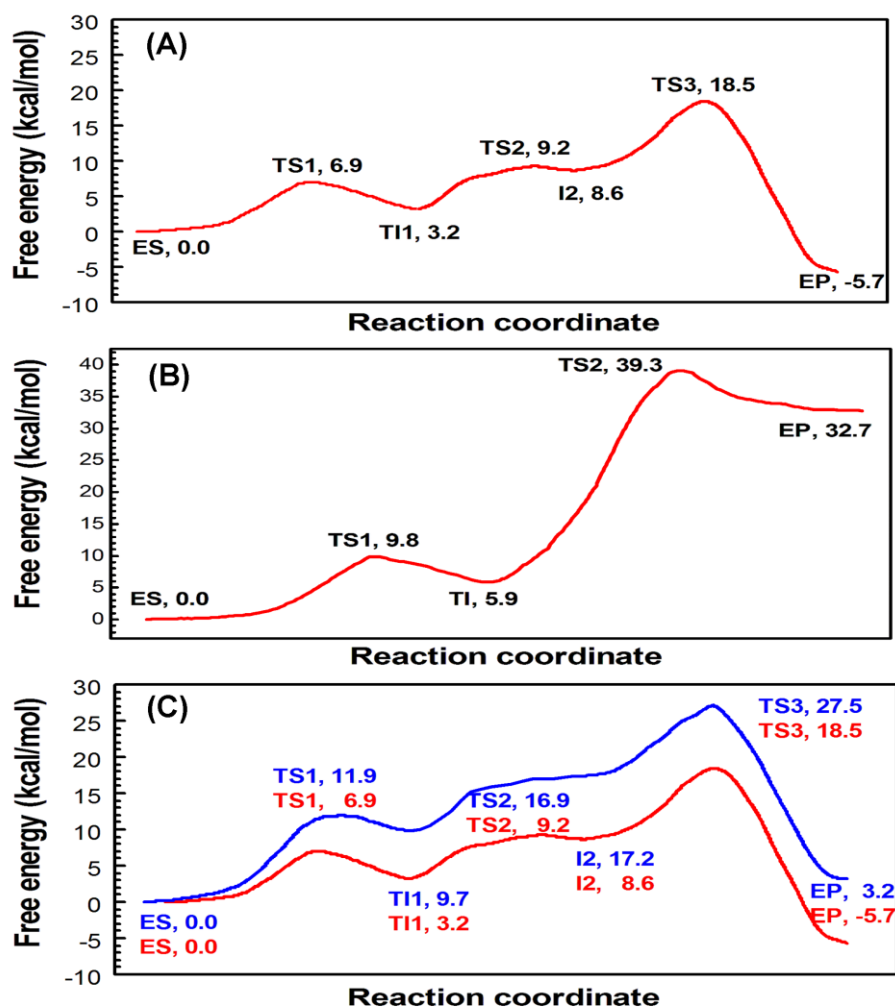 30
(A)
25
20
TS3, 18.5
15
TS2, 9.2
10
TS1, 6.9
5
I2, 8.6
TI1, 3.2
0
ES, 0.0
-5
EP, -5.7
-10
Free energy (kcal/mol)
Reaction coordinate
40
(B)
TS2, 39.3
35
EP, 32.7
30
25
20
15
TS1, 9.8
10
5
TI, 5.9
ES, 0.0
0
Free energy (kcal/mol)
Reaction coordinate
30
(C)
TS3, 27.5
TS3, 18.5
25
20
TS1, 11.9
TS1, 6.9
15
TS2, 16.9
TS2, 9.2
10
I2, 17.2
I2, 8.6
5
TI1, 9.7
TI1, 3.2
EP, 3.2
EP, -5.7
0
ES, 0.0
ES, 0.0
-5
-10
Free energy (kcal/mol)
Reaction coordinate